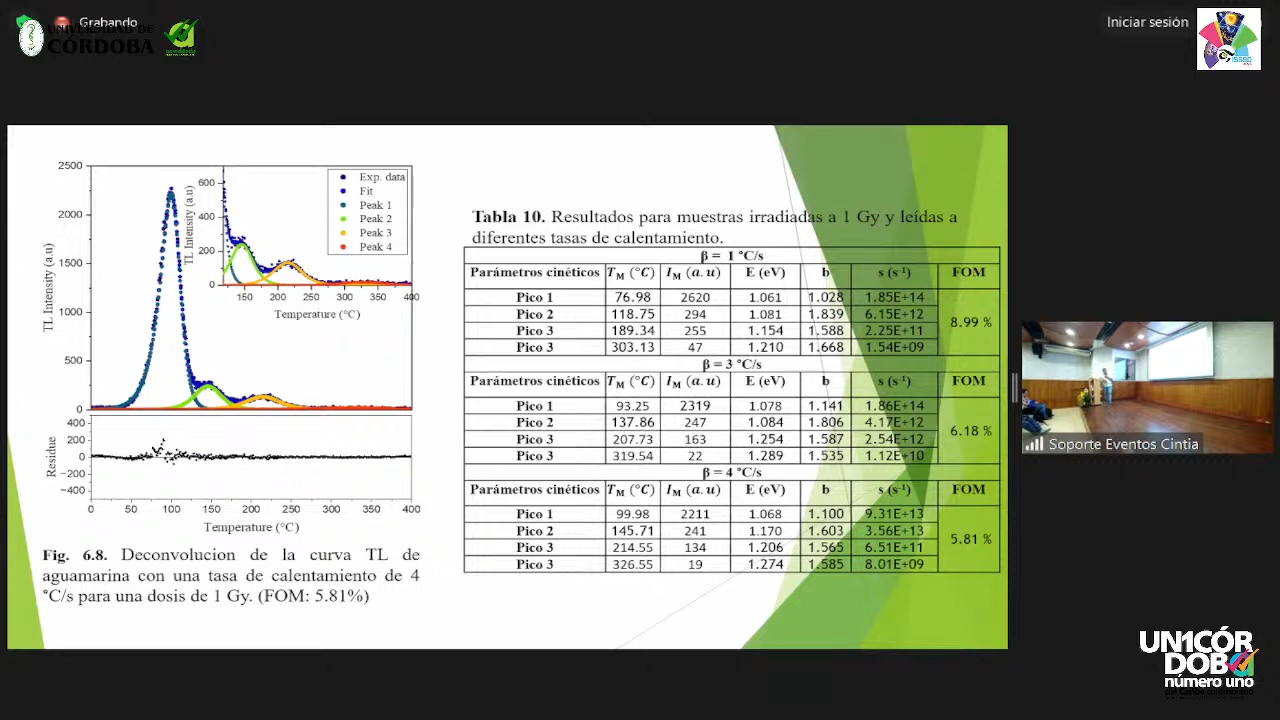 Grabando
UNIVERSIDAD DE
CÓRDOBA
Iniciar sesión
2500
2000
1500
1000
500
0
TL Intensity (a.u)
600
400
200
0
TL Intensity (a.u)
150 200 250 300 350 400
Temperature (°C)
Exp. data
Fit
Peak 1
Peak 2
Peak 3
Peak 4
400
200
0
−200
−400
Residue
0 50 100 150 200 250 300 350 400
Temperature (°C)
Fig. 6.8. Deconvolucion de la curva TL de
aguamarina con una tasa de calentamiento de 4
°C/s para una dosis de 1 Gy. (FOM: 5.81%)
Tabla 10. Resultados para muestras irradiadas a 1 Gy y leídas a
diferentes tasas de calentamiento.
β = 1 °C/s
Parámetros cinéticos TM (°C) IM (a. u) E (eV) b s (s-1) FOM
Pico 1 76.98 2620 1.061 1.028 1.85E+14
Pico 2 118.75 294 1.081 1.839 6.15E+12
8.99 %
Pico 3 189.34 255 1.154 1.588 2.25E+11
Pico 3 303.13 47 1.210 1.668 1.54E+09
β = 3 °C/s
Parámetros cinéticos TM (°C) IM (a. u) E (eV) b s (s-1) FOM
Pico 1 93.25 2319 1.078 1.141 1.86E+14
Pico 2 137.86 247 1.084 1.806 4.17E+12
6.18 %
Pico 3 207.73 163 1.254 1.587 2.54E+12
Pico 3 319.54 22 1.289 1.535 1.12E+10
β = 4 °C/s
Parámetros cinéticos TM (°C) IM (a. u) E (eV) b s (s-1) FOM
Pico 1 99.98 2211 1.068 1.100 9.31E+13
Pico 2 145.71 241 1.170 1.603 3.56E+13
5.81 %
Pico 3 214.55 134 1.206 1.565 6.51E+11
Pico 3 326.55 19 1.274 1.585 8.01E+09
Soporte Eventos Cintia
UN1CÓR
DOBA
número uno